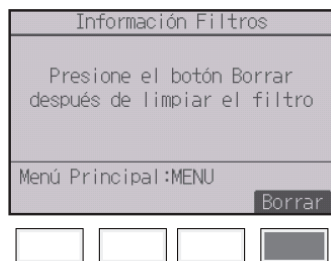 Información Filtros
Presione el botón Borrar
después de limpiar el filtro
Menú Principal:MENU
Borrar